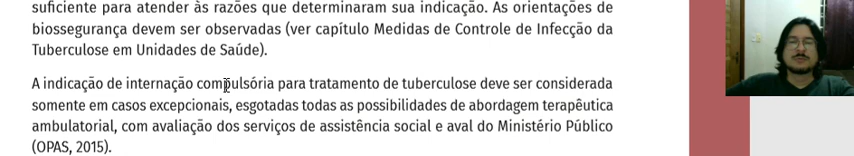 suficiente para atender às razões que determinaram sua indicação. As orientações de
biossegurança devem ser observadas (ver capítulo Medidas de Controle de Infecção da
Tuberculose em Unidades de Saúde).
A indicação de internação compulsória para tratamento de tuberculose deve ser considerada
somente em casos excepcionais, esgotadas todas as possibilidades de abordagem terapêutica
ambulatorial, com avaliação dos serviços de assistência social e aval do Ministério Público
(OPAS, 2015).